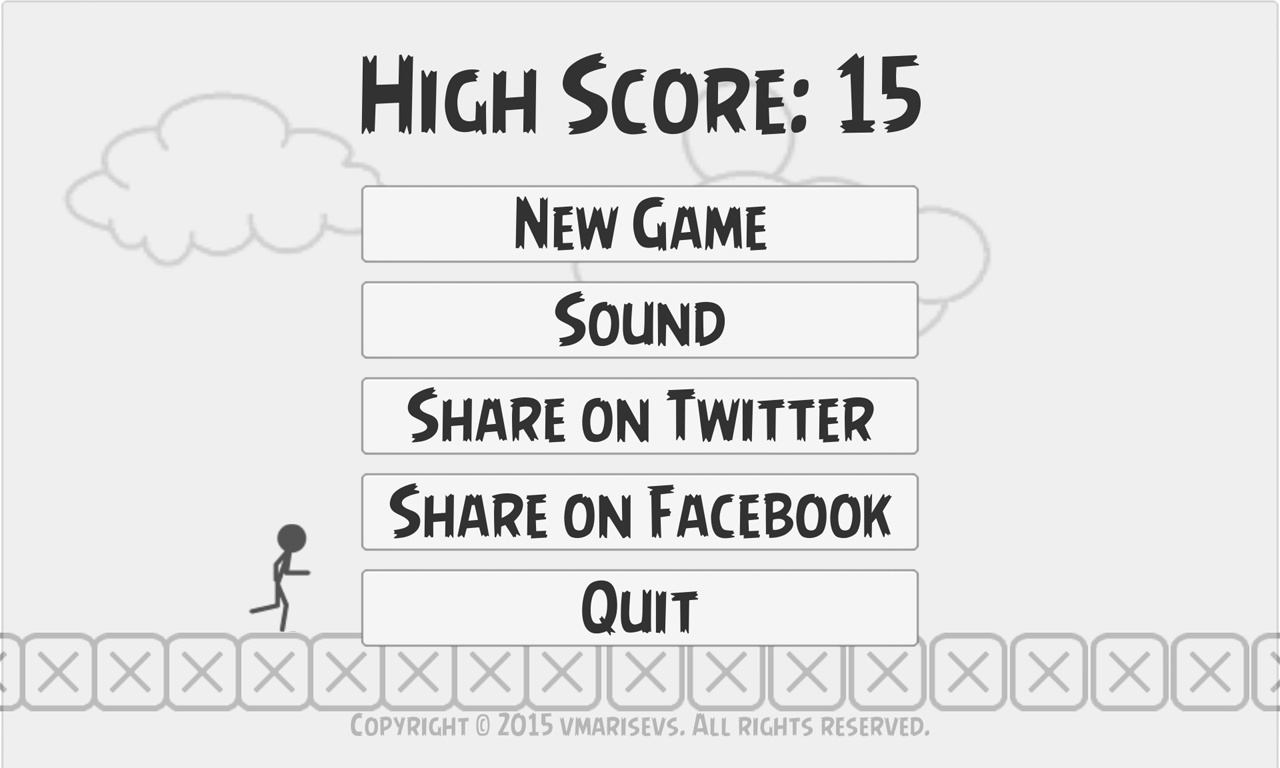 High Score: 15
New Game
Sound
Share on Twitter
Share on Facebook
Quit
Copyright © 2015 vmarisevs. All rights reserved.